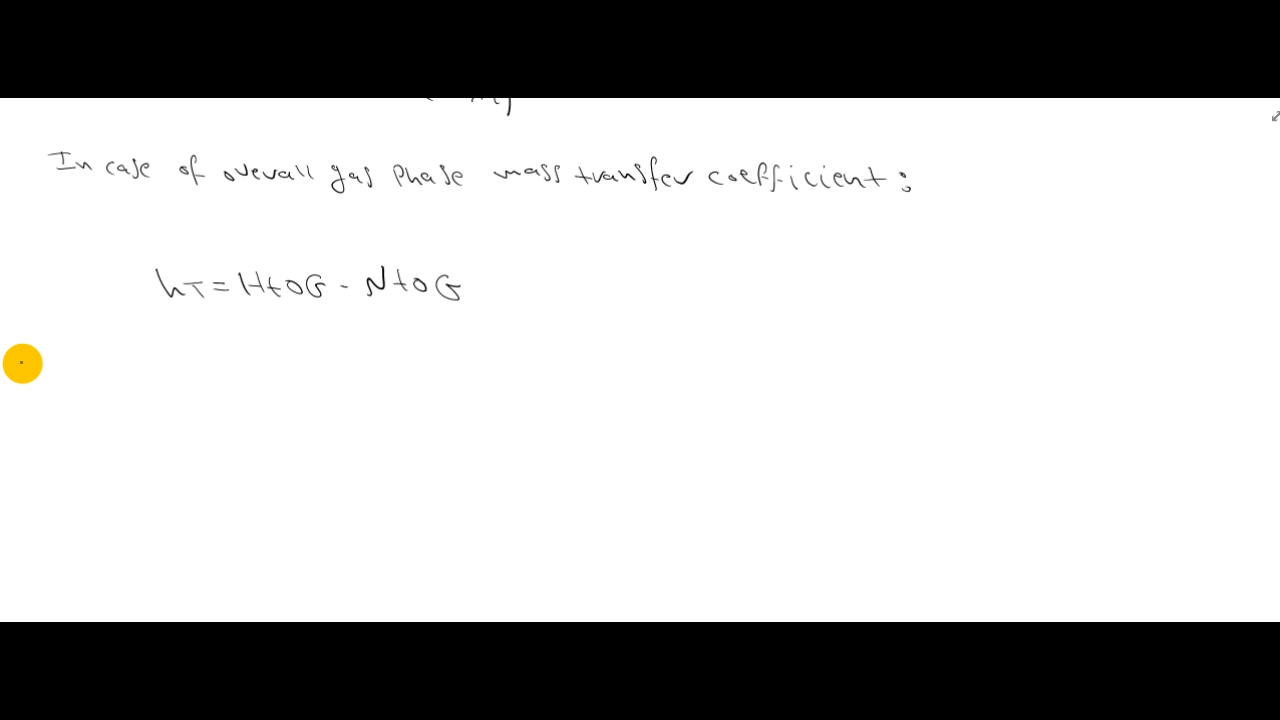 In case of overall gas Phase mass transfer coefficient :
hT = HtOG - NtOG